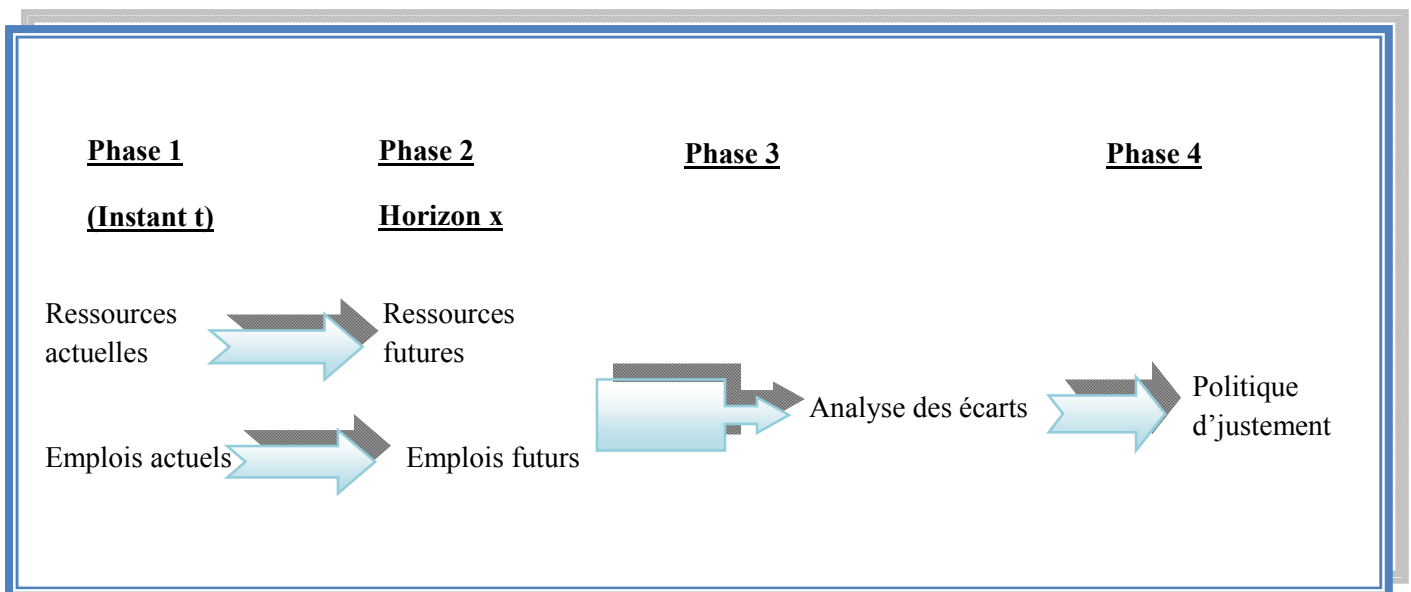 Phase 1
(Instant t)
Phase 2
Horizon x
Phase 3
Phase 4
Ressources
actuelles
Ressources
futures
Emplois actuels
Emplois futurs
Analyse des écarts
Politique
d’justement